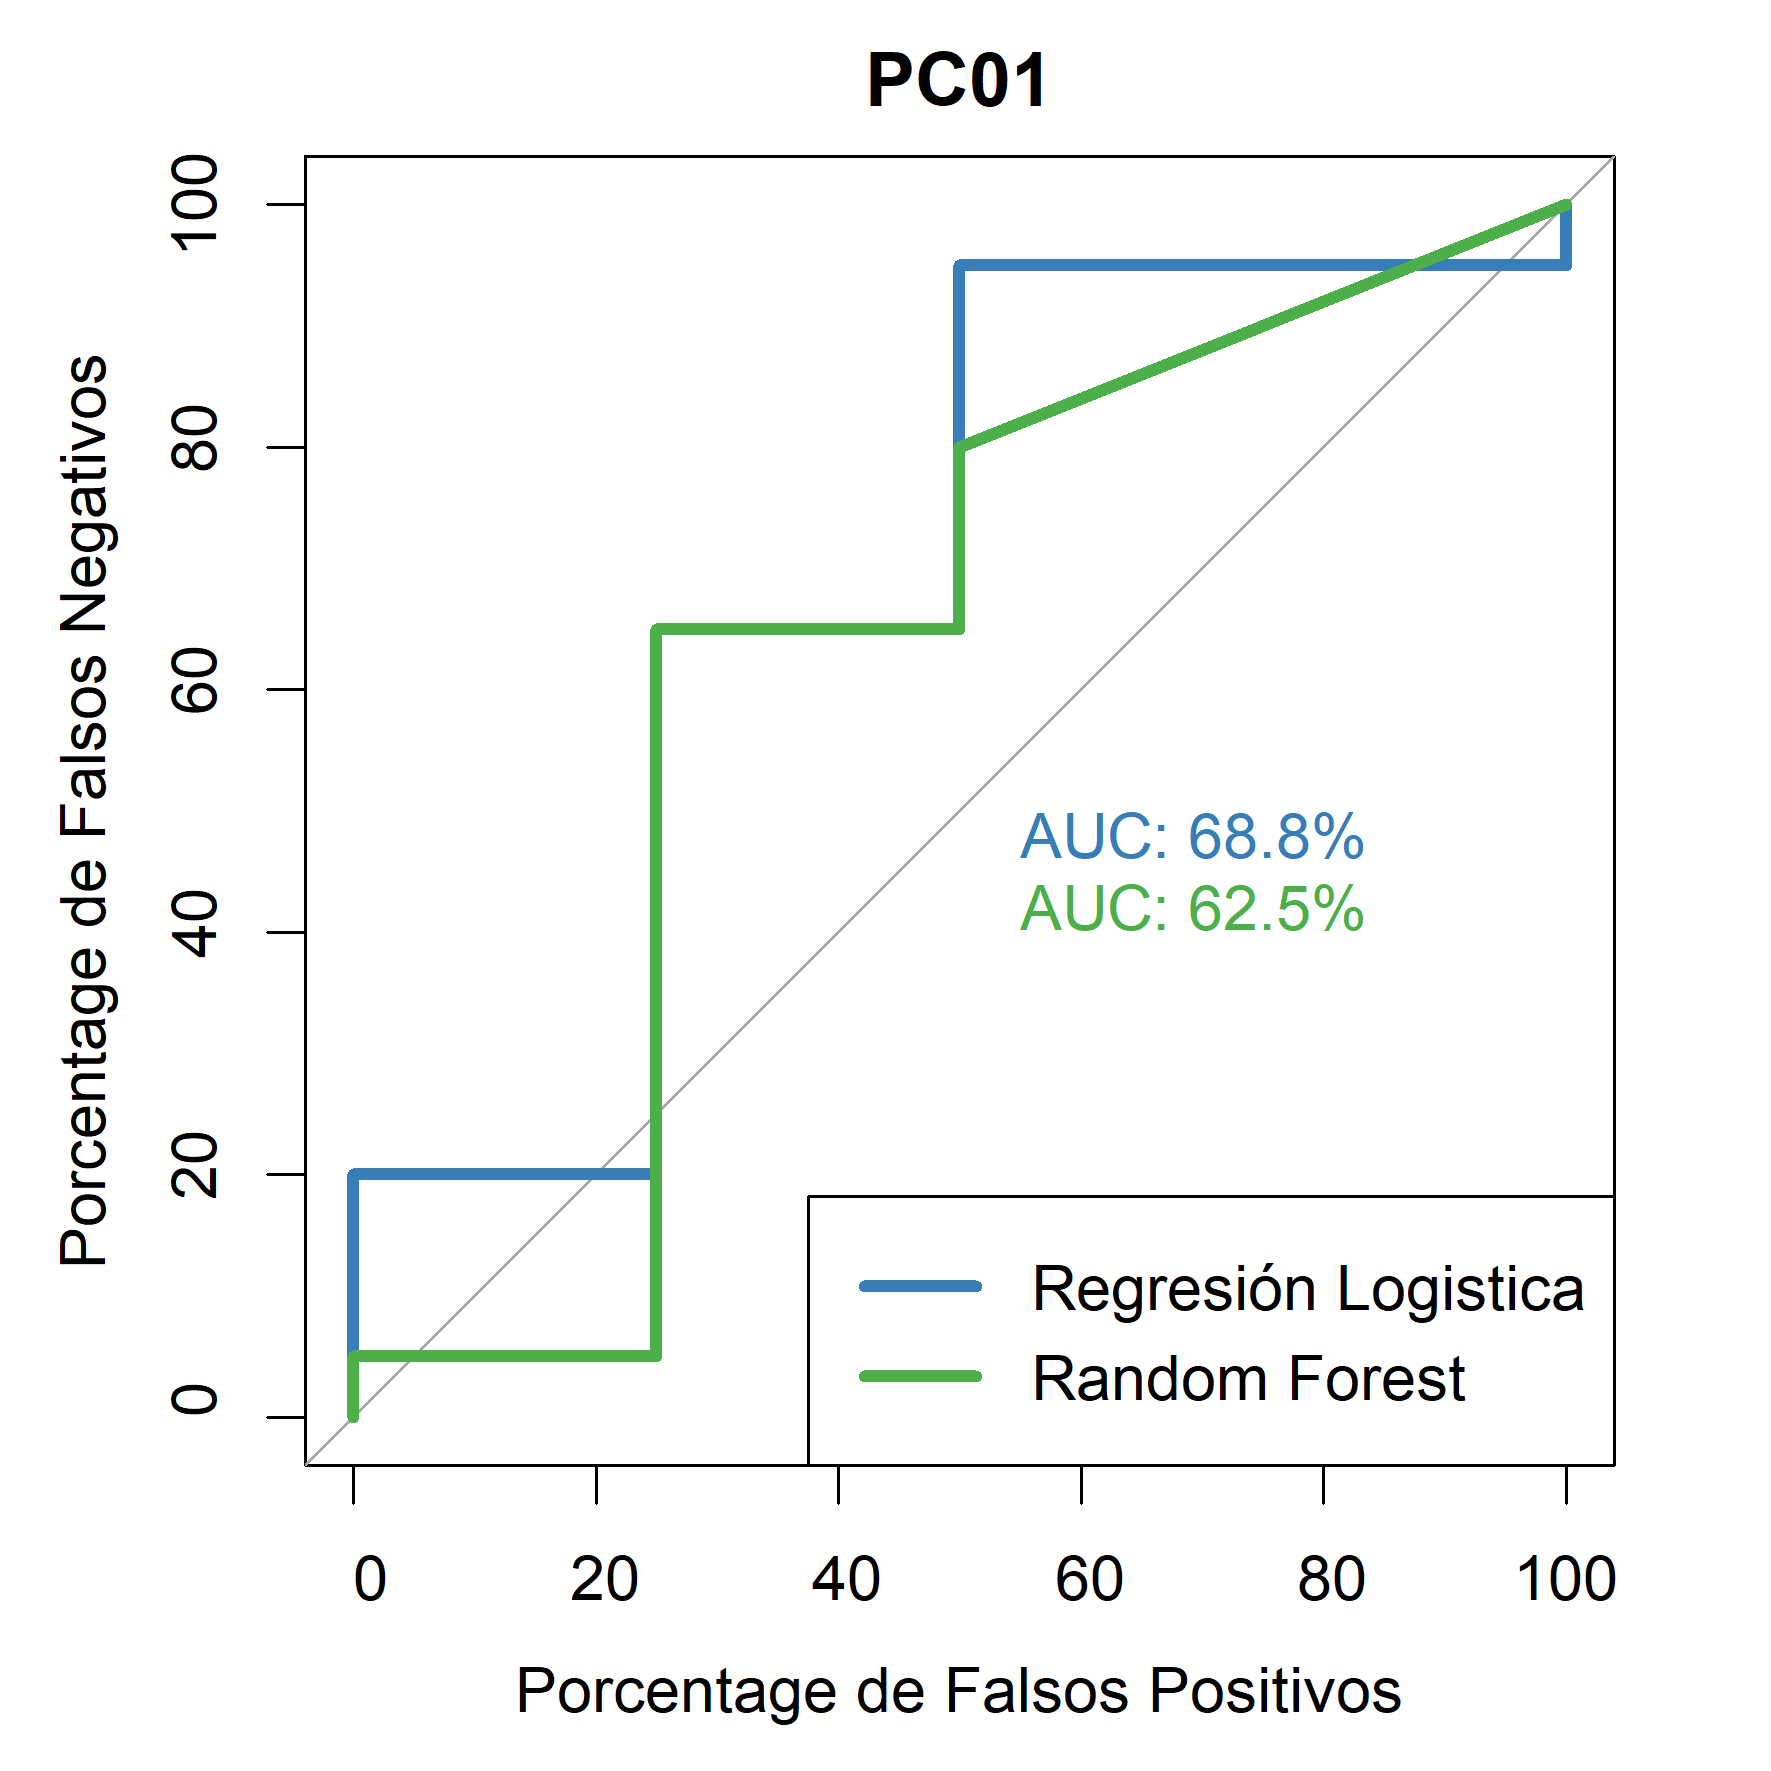 PC01
Porcentage de Falsos Negativos
100
80
60
40
20
0
AUC: 68.8%
AUC: 62.5%
Regresión Logistica
Random Forest
0 20 40 60 80 100
Porcentage de Falsos Positivos